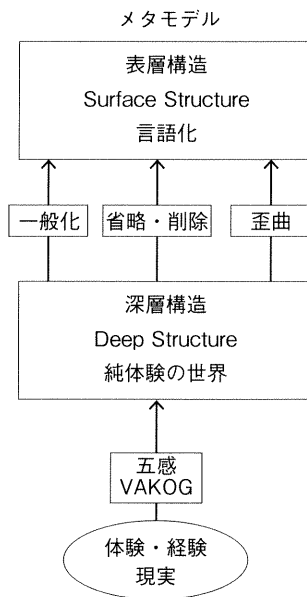 メタモデル
表層構造
Surface Structure
言語化
一般化
省略・削除
歪曲
深層構造
Deep Structure
純体験の世界
五感
VAKOG
体験・経験
現実